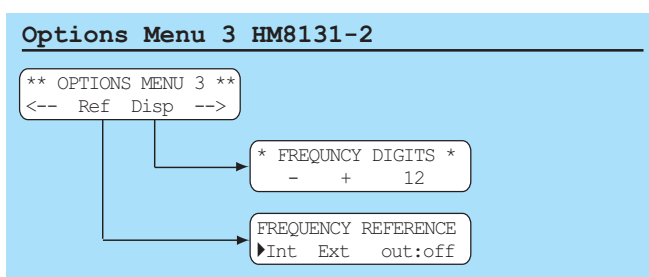 Options Menu 3 HM8131-2
** OPTIONS MENU 3 **
<-- Ref Disp -->
* FREQUNCY DIGITS *
- + 12
FREQUENCY REFERENCE
Int Ext out:off